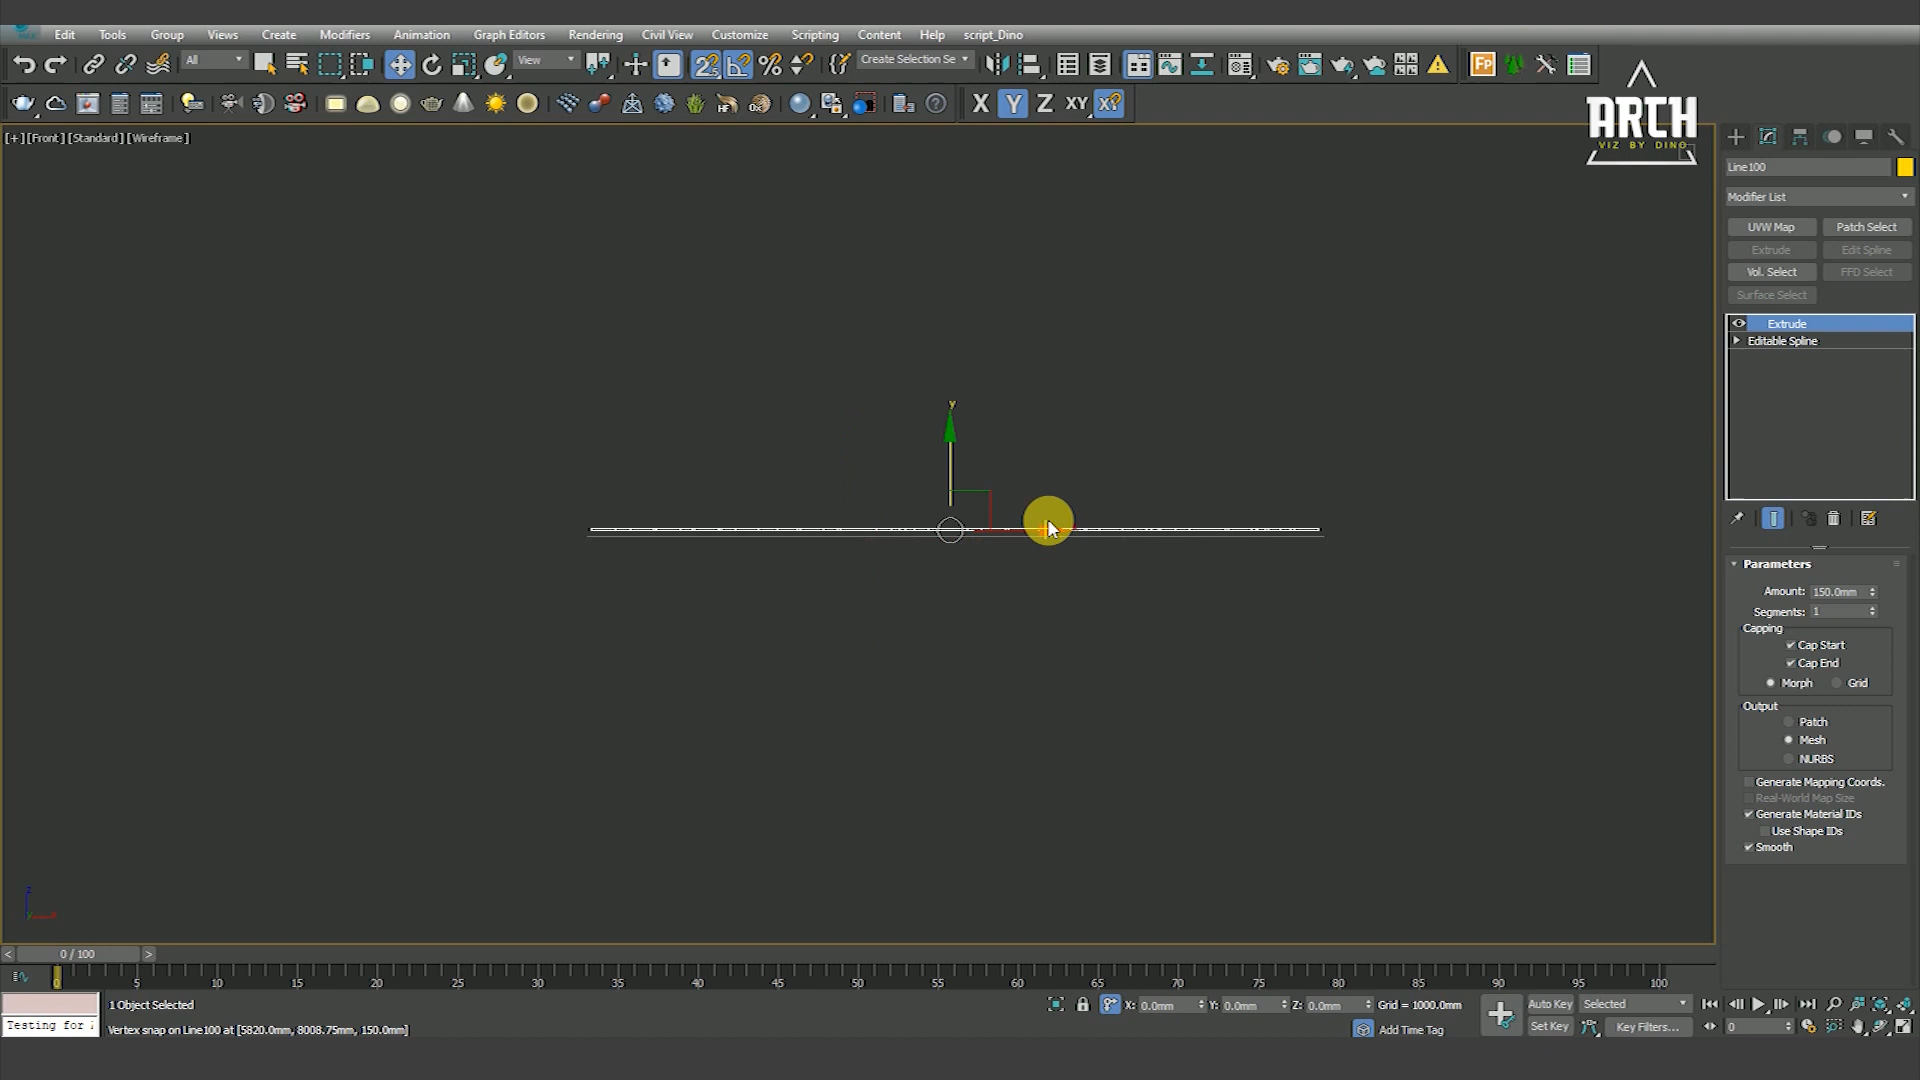 Edit Tools Group Views Create Modifiers Animation Graph Editors Rendering Civil View Customize Scripting Content Help script_Dino
All View Create Selection Se
X Y Z XY XY
[+] [Front] [Standard] [Wireframe]
ARCH
VIZ BY DINO
Line100
Modifier List
UVW Map Patch Select
Extrude Edit Spline
Vol. Select FFD Select
Surface Select
Extrude
Editable Spline
y
Parameters
Amount: 150.0mm
Segments: 1
Capping
Cap Start
Cap End
Morph Grid
Output
Patch
Mesh
NURBS
Generate Mapping Coords.
Real-World Map Size
Generate Material IDs
Use Shape IDs
Smooth
z
< 0 / 100 >
0 5 10 15 20 25 30 35 40 45 50 55 60 65 70 75 80 85 90 95 100
1 Object Selected X: 0.0mm Y: 0.0mm Z: 0.0mm Grid = 1000.0mm Auto Key Selected
Testing for Vertex snap on Line100 at [5820.0mm, 8008.75mm, 150.0mm] Add Time Tag Set Key Key Filters... 0